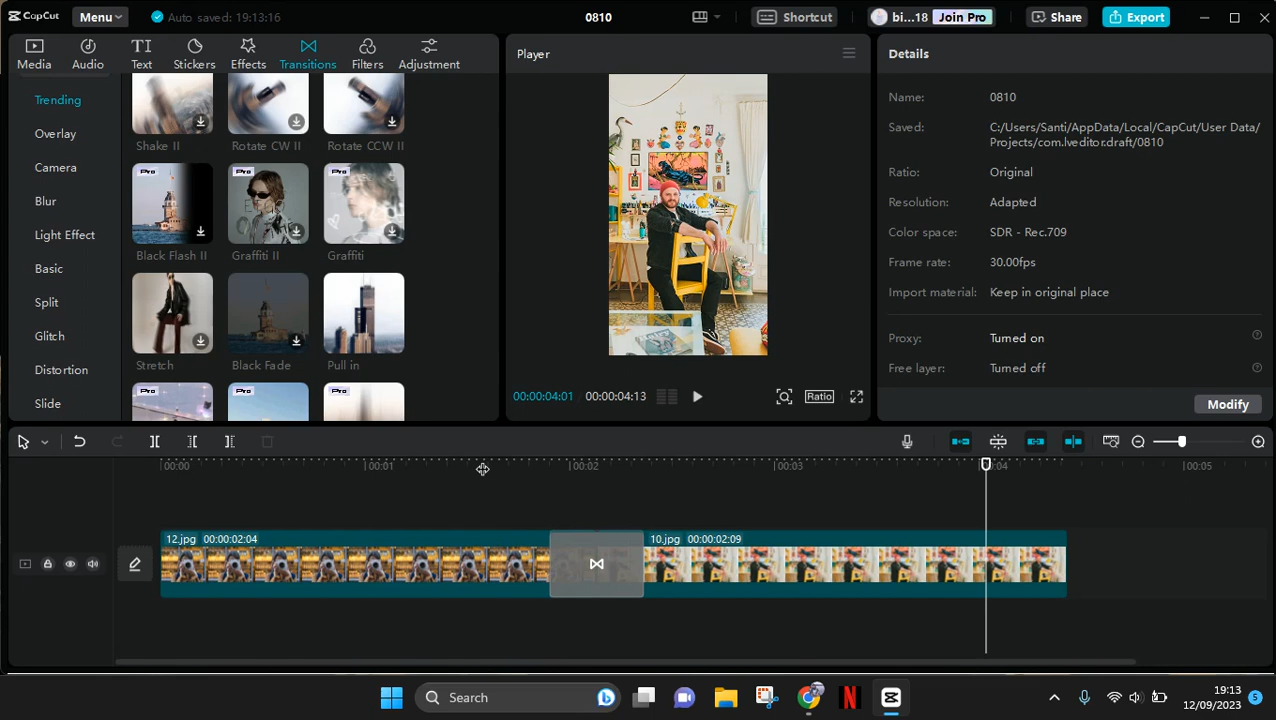 CapCut Menu Auto saved: 19:13:16 0810 Shortcut bi...18 Join Pro Share Export
Media Audio Text Stickers Effects Transitions Filters Adjustment
Trending
Overlay
Camera
Blur
Light Effect
Basic
Split
Glitch
Distortion
Slide
Shake II Rotate CW II Rotate CCW II
Pro Pro Pro
Black Flash II Graffiti II Graffiti
Stretch Black Fade Pull in
Pro Pro Pro
Player
00:00:04:01 00:00:04:13 Ratio
Details
Name: 0810
Saved: C:/Users/Santi/AppData/Local/CapCut/User Data/
Projects/com.lveditor.draft/0810
Ratio: Original
Resolution: Adapted
Color space: SDR - Rec.709
Frame rate: 30.00fps
Import material: Keep in original place
Proxy: Turned on
Free layer: Turned off
Modify
00:00 00:01 00:02 00:03 00:04 00:05
12.jpg 00:00:02:04 10.jpg 00:00:02:09
Search
19:13
12/09/2023 5